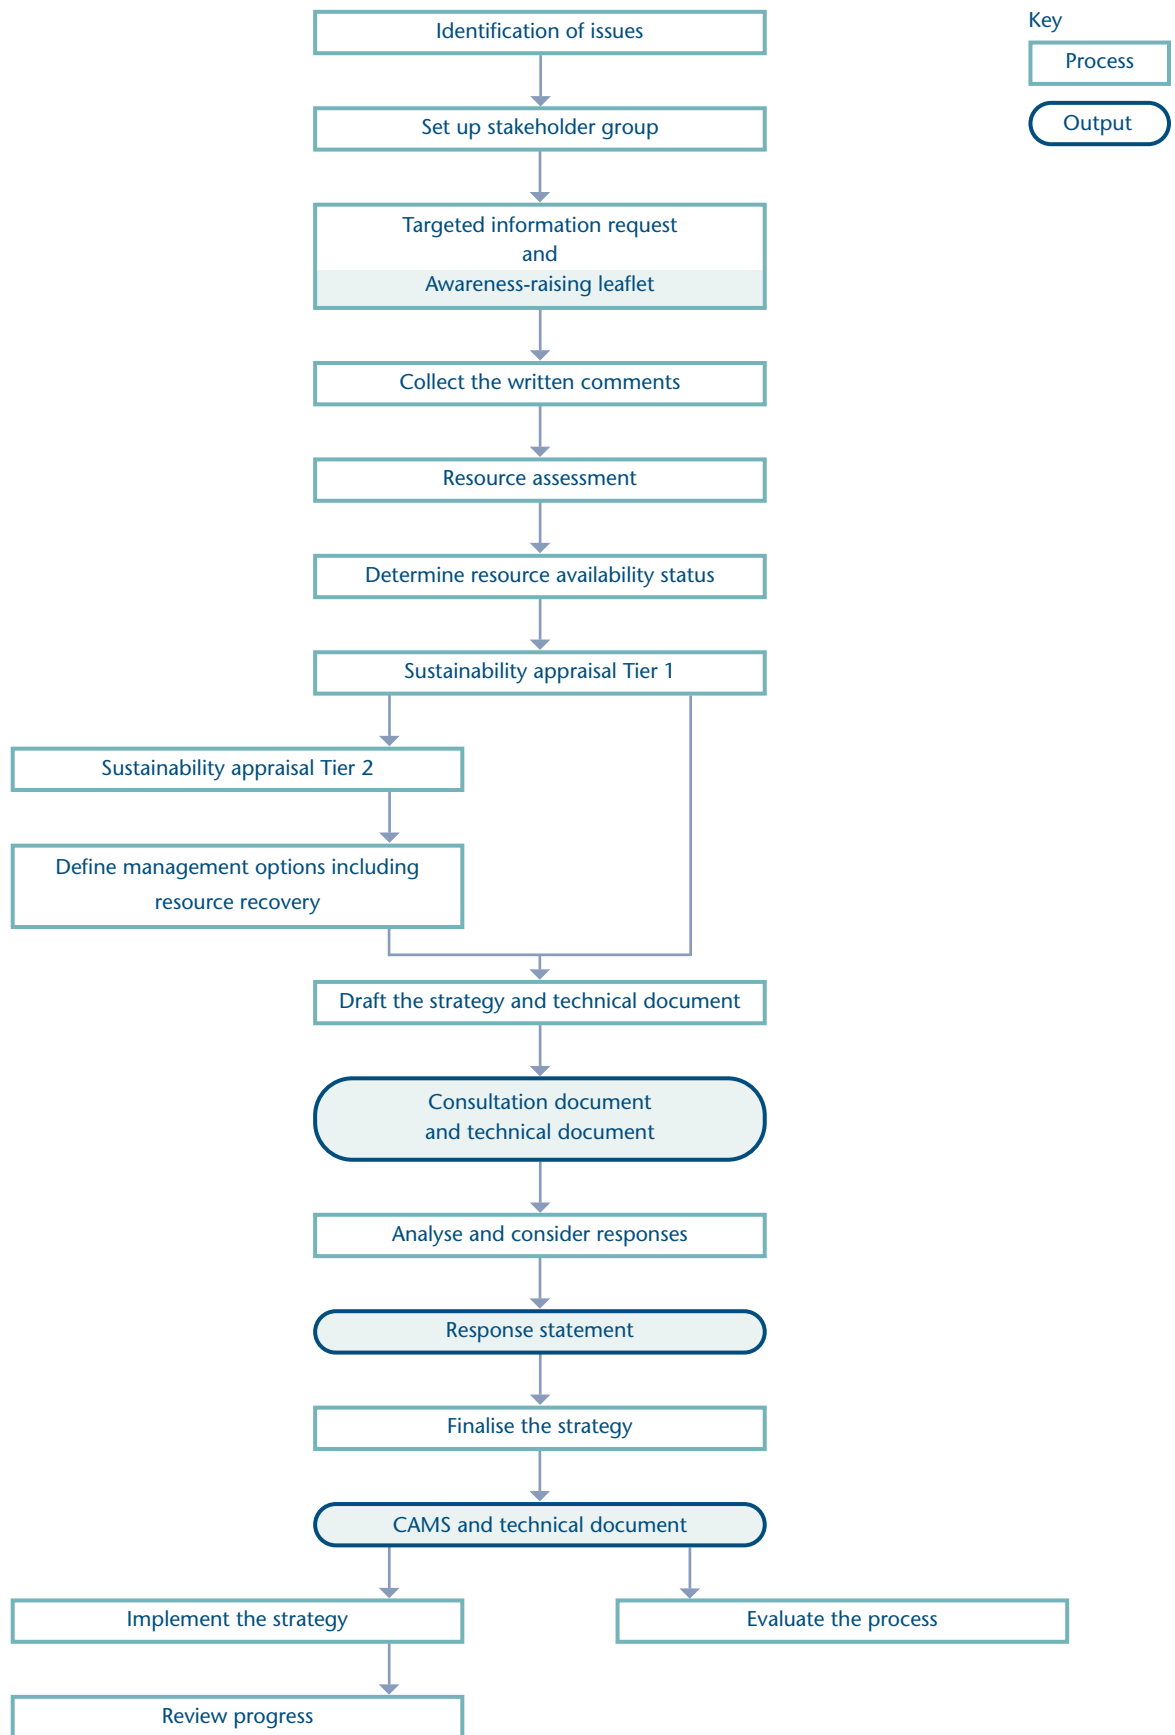 Identification of issues
Key
Process
Output
Set up stakeholder group
Targeted information request
and
Awareness-raising leaflet
Collect the written comments
Resource assessment
Determine resource availability status
Sustainability appraisal Tier 1
Sustainability appraisal Tier 2
Define management options including
resource recovery
Draft the strategy and technical document
Consultation document
and technical document
Analyse and consider responses
Response statement
Finalise the strategy
CAMS and technical document
Implement the strategy
Evaluate the process
Review progress